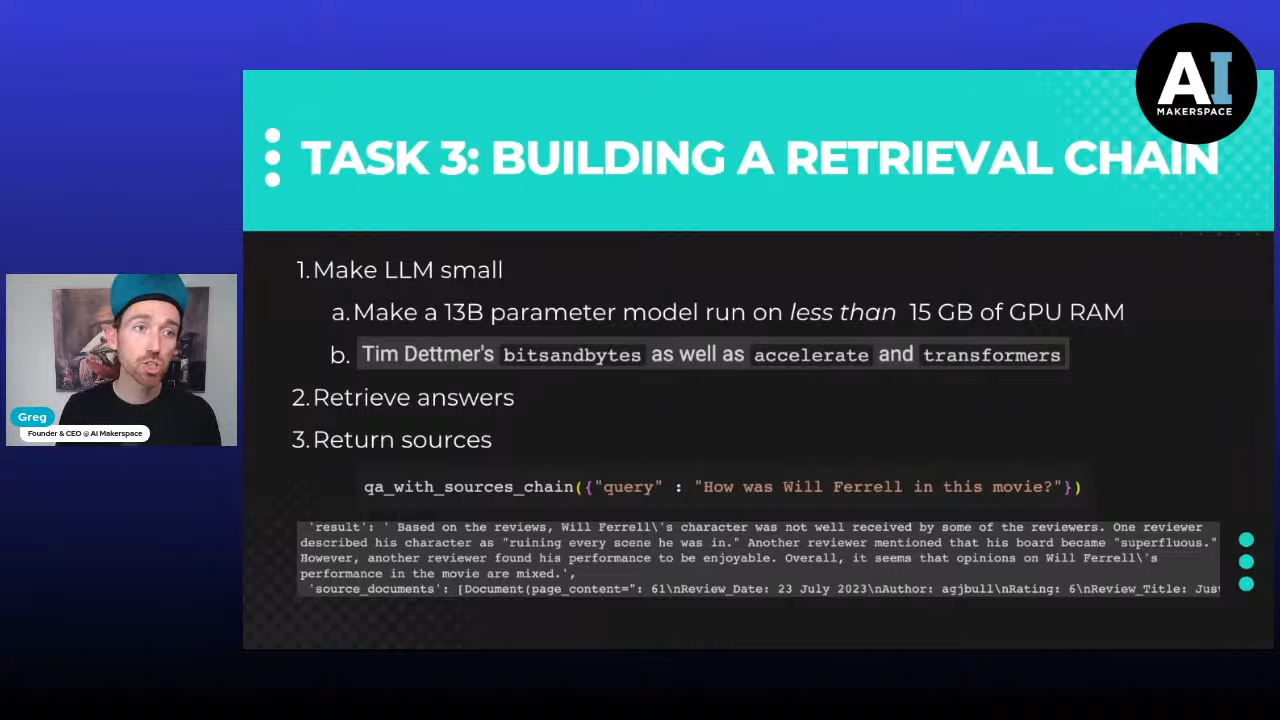 AI
MAKERSPACE
TASK 3: BUILDING A RETRIEVAL CHAIN
1. Make LLM small
a. Make a 13B parameter model run on less than 15 GB of GPU RAM
b. Tim Dettmer's bitsandbytes as well as accelerate and transformers
2. Retrieve answers
3. Return sources
qa_with_sources_chain({"query" : "How was Will Ferrell in this movie?"})
'result': ' Based on the reviews, Will Ferrell\'s character was not well received by some of the reviewers. One reviewer
described his character as "ruining every scene he was in." Another reviewer mentioned that his board became "superfluous."
However, another reviewer found his performance to be enjoyable. Overall, it seems that opinions on Will Ferrell\'s
performance in the movie are mixed.',
'source_documents': [Document(page_content=": 61\nReview_Date: 23 July 2023\nAuthor: agjbull\nRating: 6\nReview_Title: Jus
Greg
Founder & CEO @ AI Makerspace